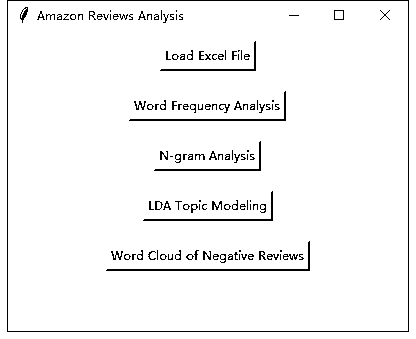 Amazon Reviews Analysis
Load Excel File
Word Frequency Analysis
N-gram Analysis
LDA Topic Modeling
Word Cloud of Negative Reviews